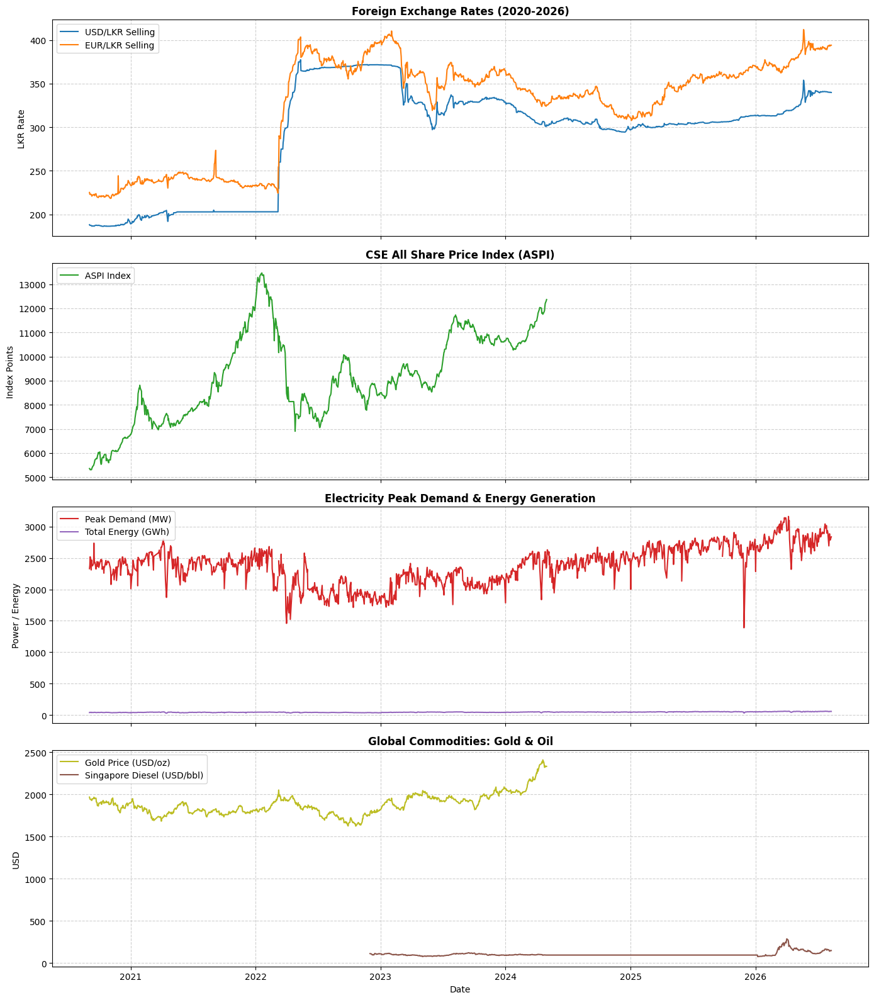 Foreign Exchange Rates (2020-2026)
USD/LKR Selling
EUR/LKR Selling
LKR Rate
400
350
300
250
200
CSE All Share Price Index (ASPI)
ASPI Index
Index Points
13000
12000
11000
10000
9000
8000
7000
6000
5000
Electricity Peak Demand & Energy Generation
Peak Demand (MW)
Total Energy (GWh)
Power / Energy
3000
2500
2000
1500
1000
500
0
Global Commodities: Gold & Oil
Gold Price (USD/oz)
Singapore Diesel (USD/bbl)
USD
2500
2000
1500
1000
500
0
2021 2022 2023 2024 2025 2026
Date